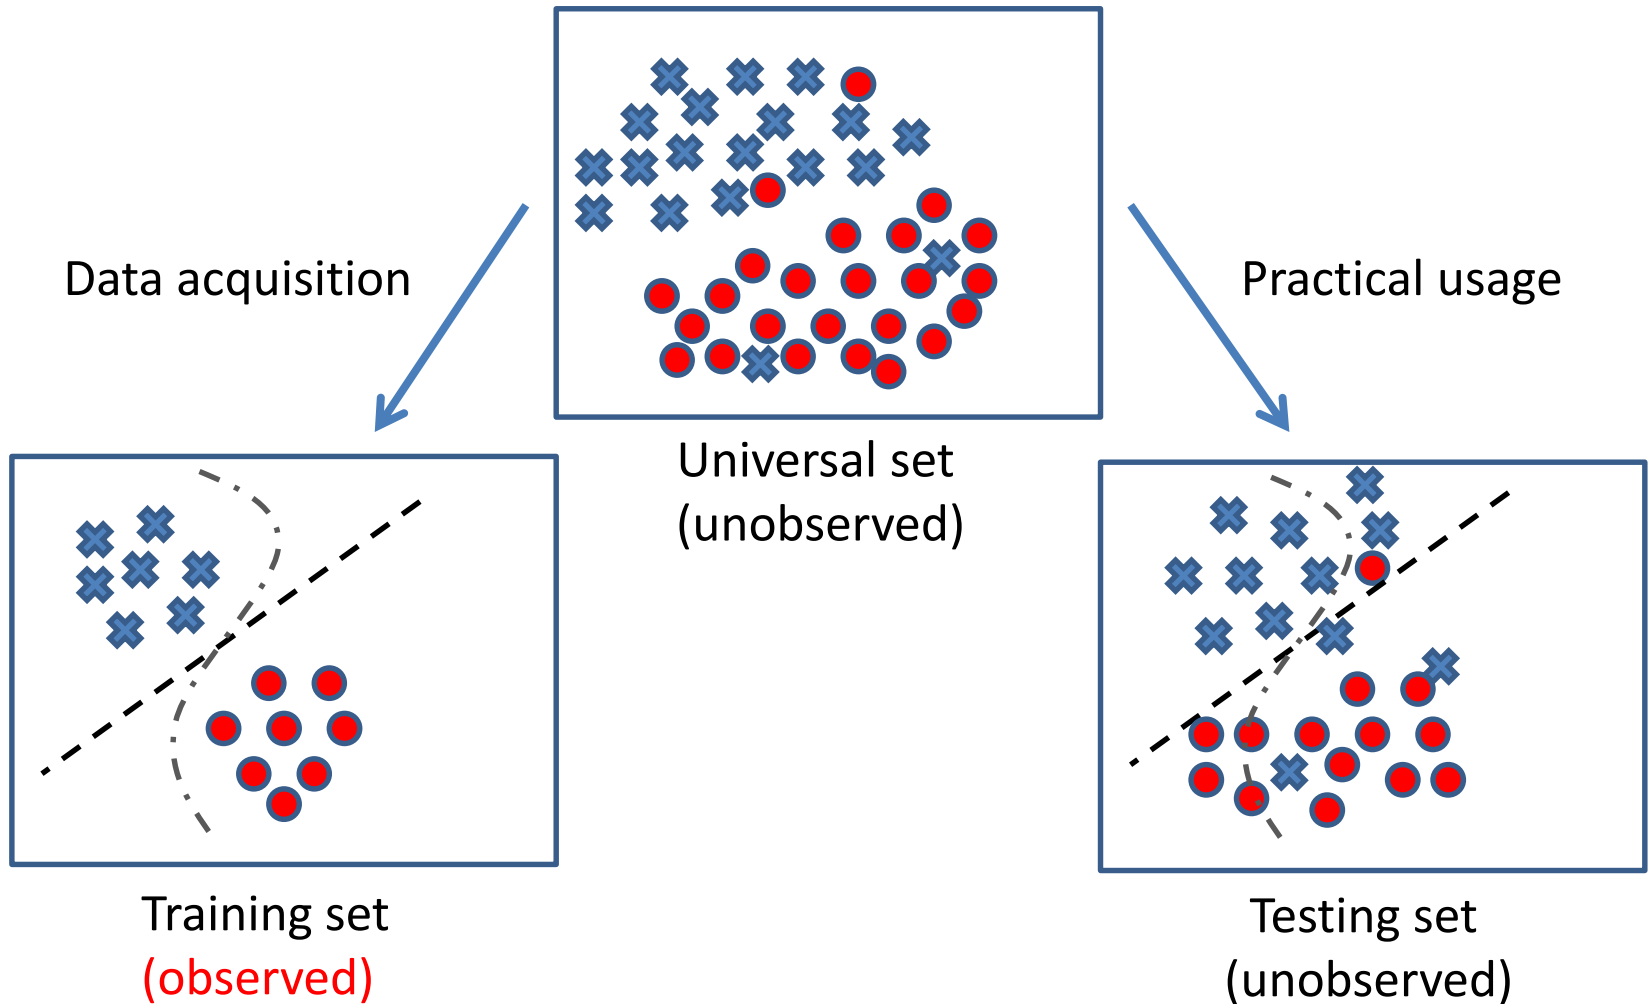 Data acquisition
Practical usage
Universal set
(unobserved)
Training set
(observed)
Testing set
(unobserved)